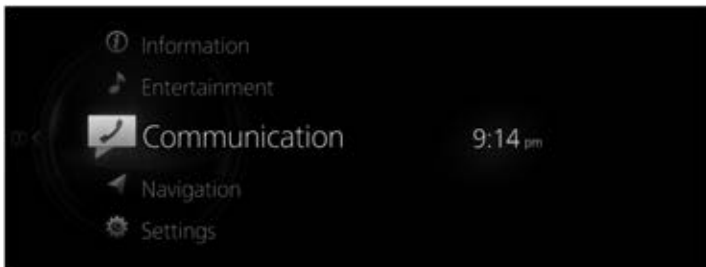 Information
Entertainment
Communication
9:14 pm
Navigation
Settings